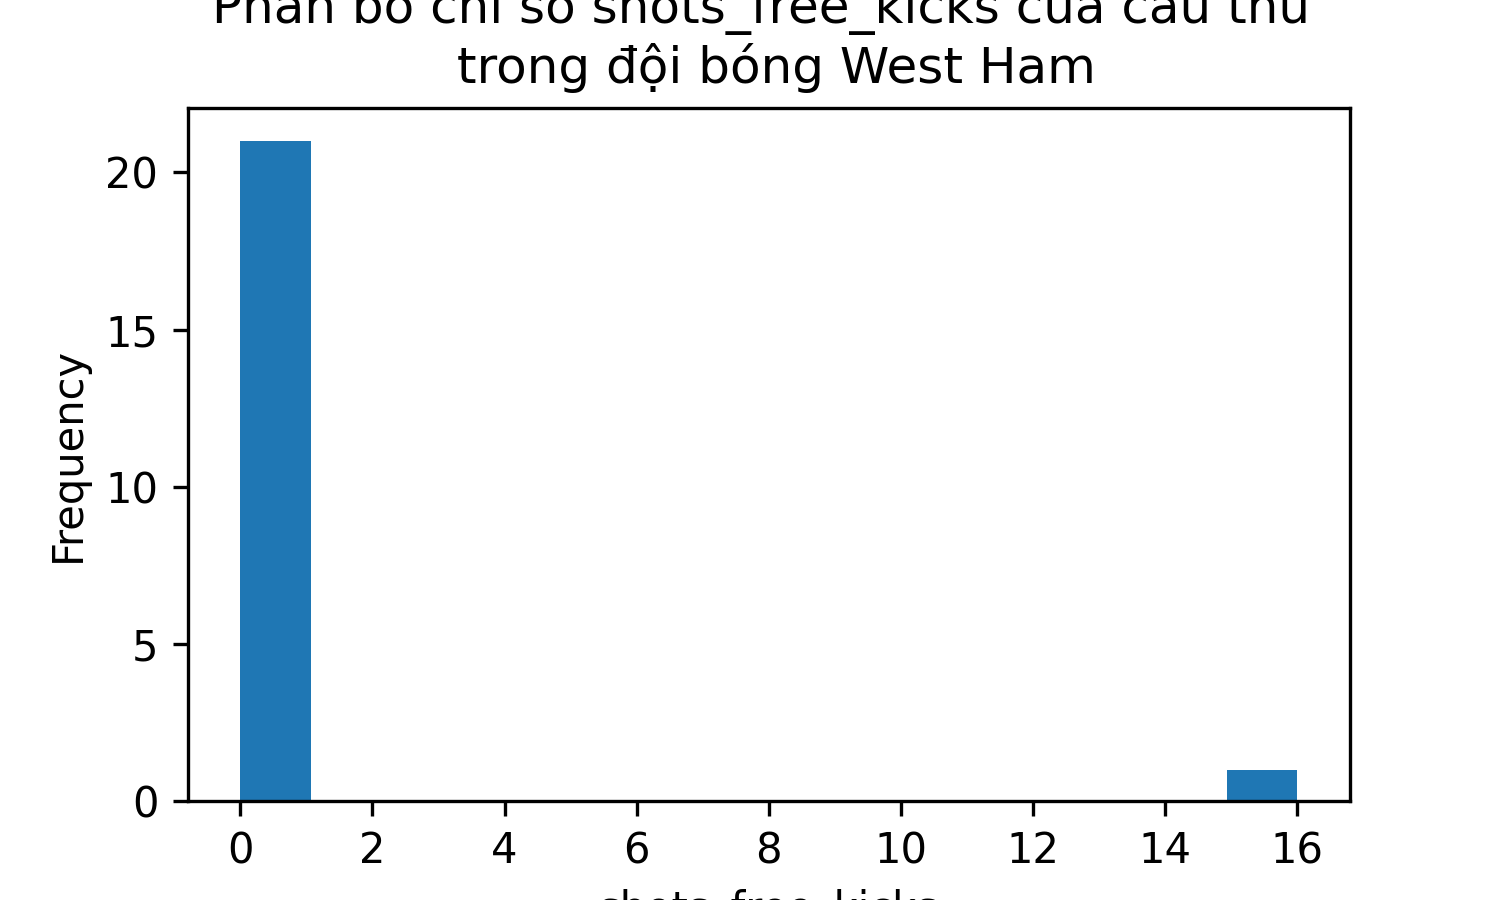 Phân bố chỉ số shots_free_kicks của cầu thủ
trong đội bóng West Ham
20
15
10
5
0
Frequency
0 2 4 6 8 10 12 14 16
shots_free_kicks